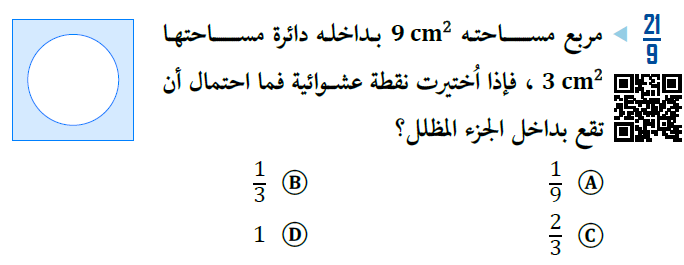 21/9 مربع مساحته 9 cm² بداخله دائرة مساحتها
3 cm² ، فإذا اُختيرت نقطة عشوائية فما احتمال أن
تقع بداخل الجزء المظلل؟
A 1/9 B 1/3
C 2/3 D 1